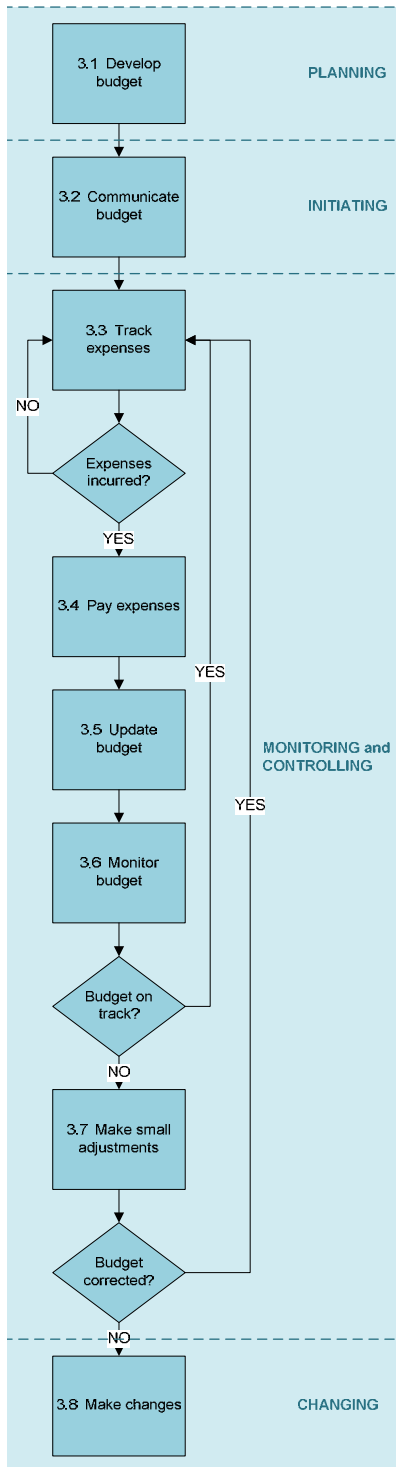 3.1 Develop
budget
PLANNING
3.2 Communicate
budget
INITIATING
3.3 Track
expenses
NO
Expenses
incurred?
YES
3.4 Pay expenses
YES
3.5 Update
budget
MONITORING and
CONTROLLING
YES
3.6 Monitor
budget
Budget on
track?
NO
3.7 Make small
adjustments
Budget
corrected?
NO
3.8 Make changes
CHANGING